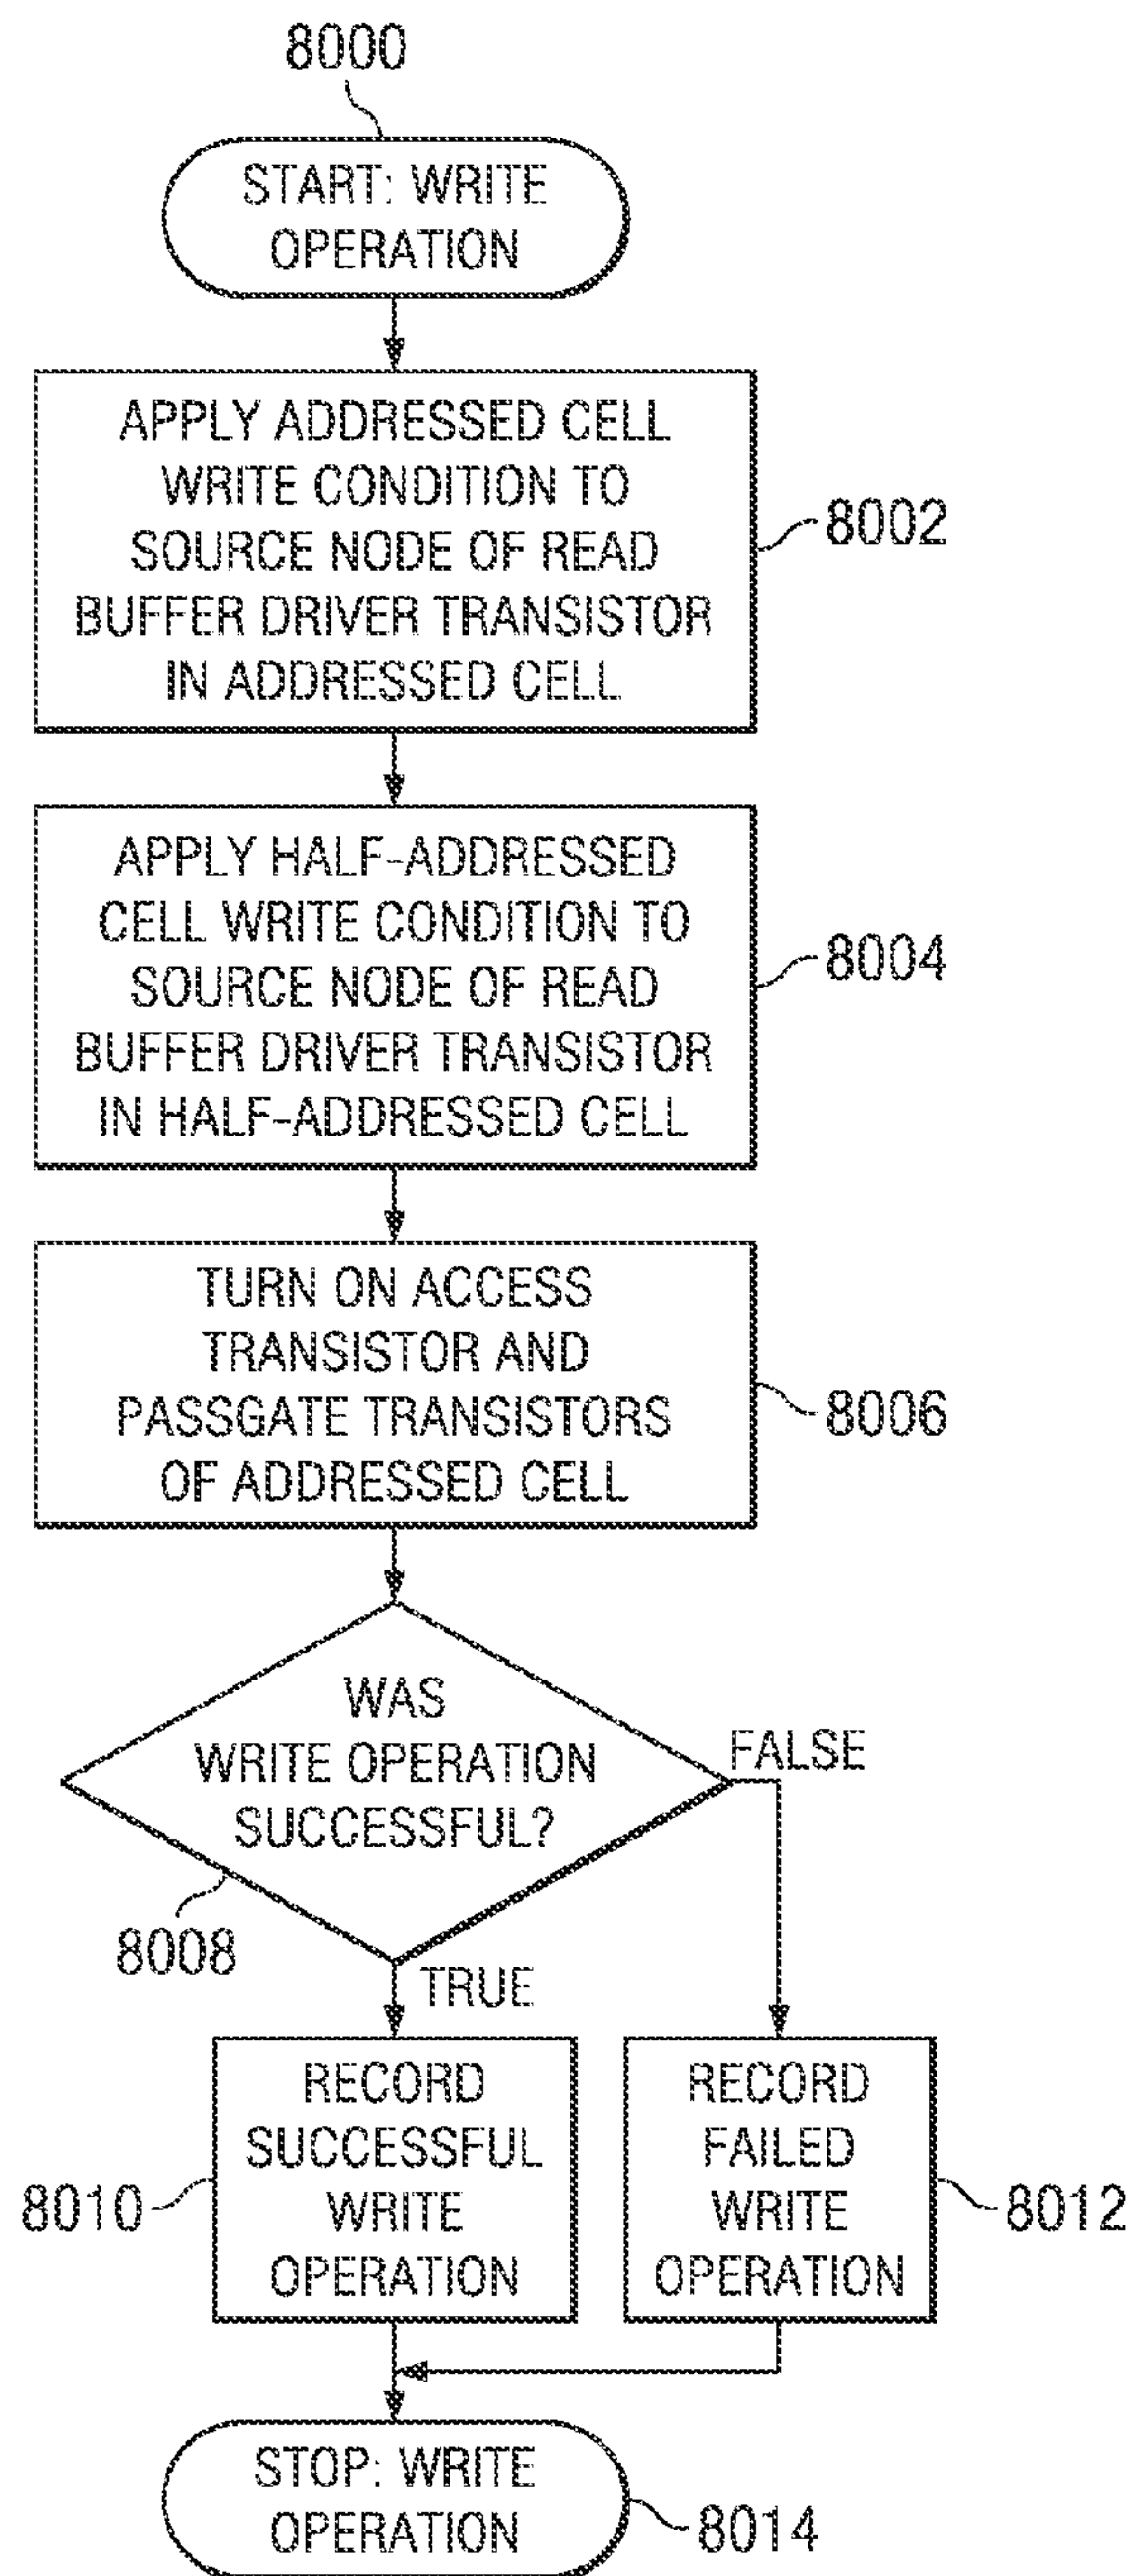 8000
START: WRITE
OPERATION
APPLY ADDRESSED CELL
WRITE CONDITION TO
SOURCE NODE OF READ
BUFFER DRIVER TRANSISTOR
IN ADDRESSED CELL
8002
APPLY HALF-ADDRESSED
CELL WRITE CONDITION TO
SOURCE NODE OF READ
BUFFER DRIVER TRANSISTOR
IN HALF-ADDRESSED CELL
8004
TURN ON ACCESS
TRANSISTOR AND
PASSGATE TRANSISTORS
OF ADDRESSED CELL
8006
WAS
WRITE OPERATION
SUCCESSFUL?
FALSE
8008
TRUE
RECORD
SUCCESSFUL
WRITE
OPERATION
8010
RECORD
FAILED
WRITE
OPERATION
8012
STOP: WRITE
OPERATION
8014